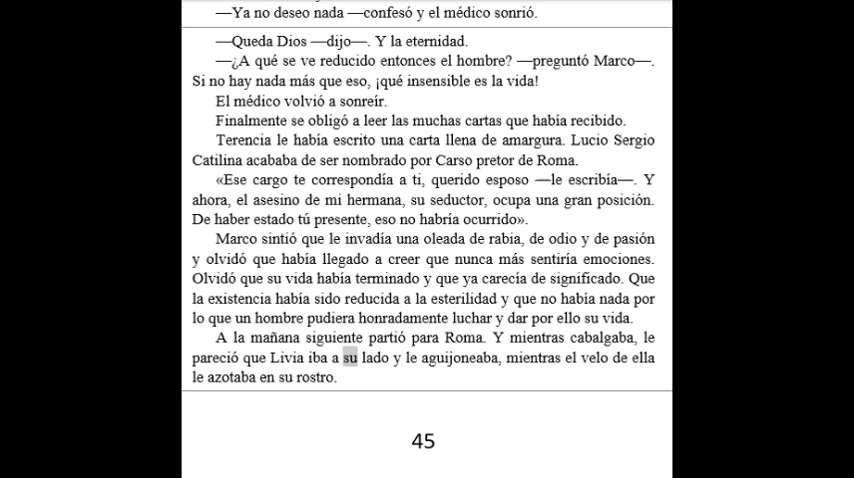 —Ya no deseo nada —confesó y el médico sonrió.
—Queda Dios —dijo—. Y la eternidad.
—¿A qué se ve reducido entonces el hombre? —preguntó Marco—.
Si no hay nada más que eso, ¡qué insensible es la vida!
El médico volvió a sonreír.
Finalmente se obligó a leer las muchas cartas que había recibido.
Terencia le había escrito una carta llena de amargura. Lucio Sergio
Catilina acababa de ser nombrado por Carso pretor de Roma.
«Ese cargo te correspondía a ti, querido esposo —le escribía—. Y
ahora, el asesino de mi hermana, su seductor, ocupa una gran posición.
De haber estado tú presente, eso no habría ocurrido».
Marco sintió que le invadía una oleada de rabia, de odio y de pasión
y olvidó que había llegado a creer que nunca más sentiría emociones.
Olvidó que su vida había terminado y que ya carecía de significado. Que
la existencia había sido reducida a la esterilidad y que no había nada por
lo que un hombre pudiera honradamente luchar y dar por ello su vida.
A la mañana siguiente partió para Roma. Y mientras cabalgaba, le
pareció que Livia iba a su lado y le aguijoneaba, mientras el velo de ella
le azotaba en su rostro.
45